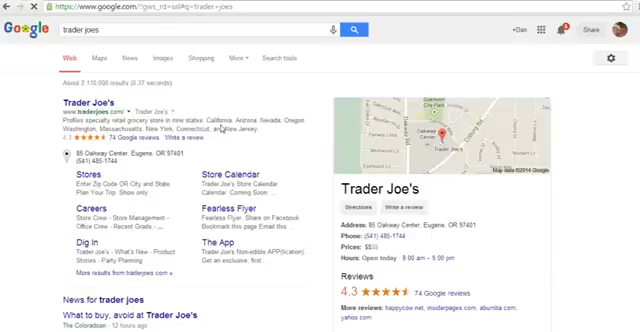 https://www.google.com/?gws_rd=ssl#q=trader+joes
Google
trader joes
+Dan
Share
Web Maps News Images Shopping More Search tools
About 2,110,000 results (0.37 seconds)
Trader Joe's
www.traderjoes.com/ Trader Joe's
Profiles specialty retail grocery store in nine states: California, Arizona, Nevada, Oregon,
Washington, Massachusetts, New York, Connecticut, and New Jersey.
4.3 74 Google reviews Write a review
85 Oakway Center, Eugene, OR 97401
(541) 485-1744
Stores
Enter Zip Code OR City and State
Plan Your Trip. Show only
Store Calendar
Trader Joe's Store Calendar
Calendar. Coming Soon: ...
Careers
Store Crew - Store Management -
Office Crew - Recent Grads - ...
Fearless Flyer
Fearless Flyer · Share on Facebook
Bookmark this page Email this ...
Dig In
Trader Joe's - What's New - Product
Stories - Party Planning
The App
Trader Joe's Non-edible APP(lication).
Get an exclusive, first ...
More results from traderjoes.com »
News for trader joes
What to buy, avoid at Trader Joe's
The Coloradoan - 12 hours ago
Oakway
Center
Trader Joe's
Coburg Rd
Map data ©2014 Google
Trader Joe's
Directions Write a review
Address: 85 Oakway Center, Eugene, OR 97401
Phone: (541) 485-1744
Prices: $$$$
Hours: Open today · 8:00 am – 9:00 pm
Reviews
4.3 74 Google reviews
More reviews: happycow.net, insiderpages.com, aburmba.com,
yahoo.com